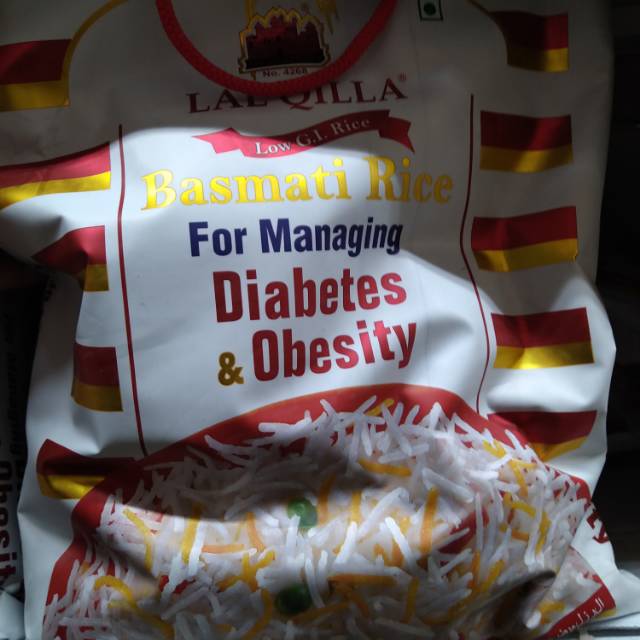 No. 4268
LAL QILLA®
Low G.I. Rice
Basmati Rice
For Managing
Diabetes
& Obesity